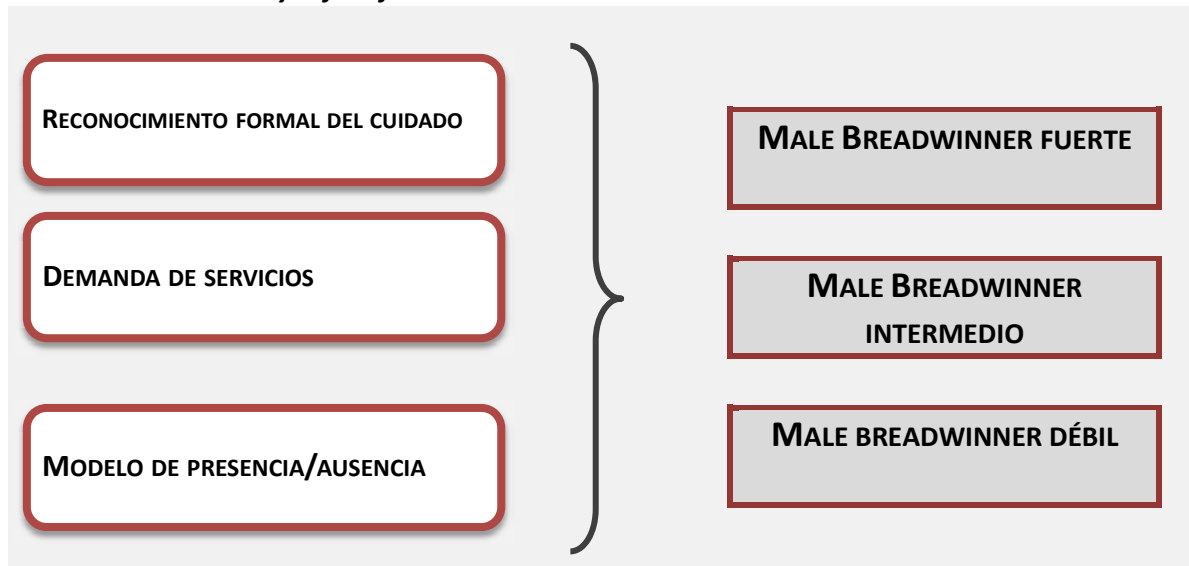 RECONOCIMIENTO FORMAL DEL CUIDADO
DEMANDA DE SERVICIOS
MODELO DE PRESENCIA/AUSENCIA
MALE BREADWINNER FUERTE
MALE BREADWINNER
INTERMEDIO
MALE BREADWINNER DÉBIL